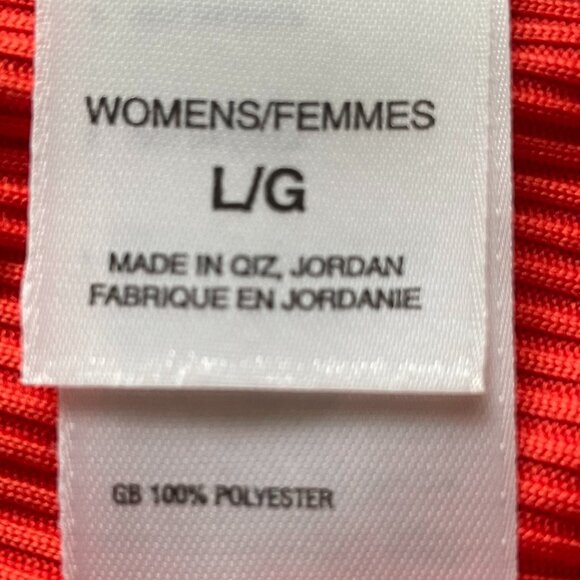 WOMENS/FEMMES
L/G
MADE IN QIZ, JORDAN
FABRIQUE EN JORDANIE
GB 100% POLYESTER